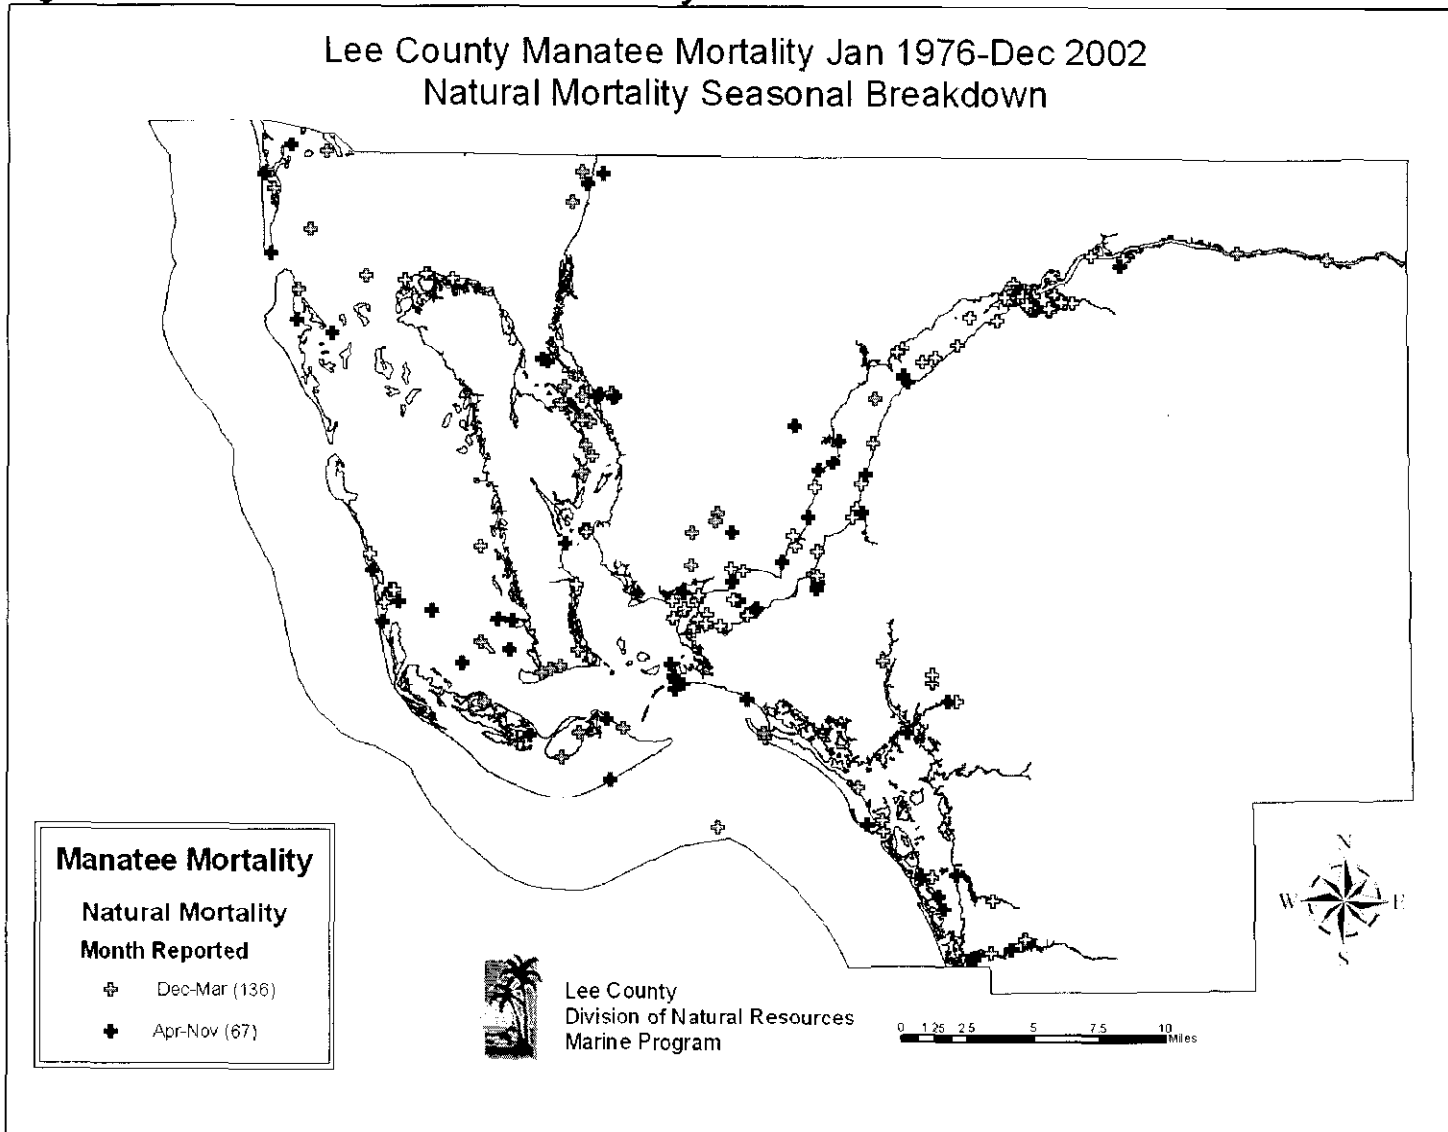 Lee County Manatee Mortality Jan 1976-Dec 2002
Natural Mortality Seasonal Breakdown
Manatee Mortality
Natural Mortality
Month Reported
Dec-Mar (136)
Apr-Nov (67)
Lee County
Division of Natural Resources
Marine Program
0 1.25 2.5 5 7.5 10
Miles
N
W E
S